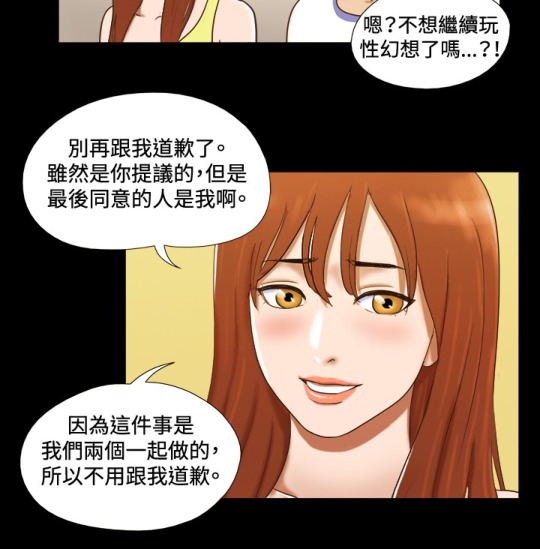 嗯?不想繼續玩
性幻想了嗎...?!
別再跟我道歉了。
雖然是你提議的,但是
最後同意的人是我啊。
因為這件事是
我們兩個一起做的,
所以不用跟我道歉。